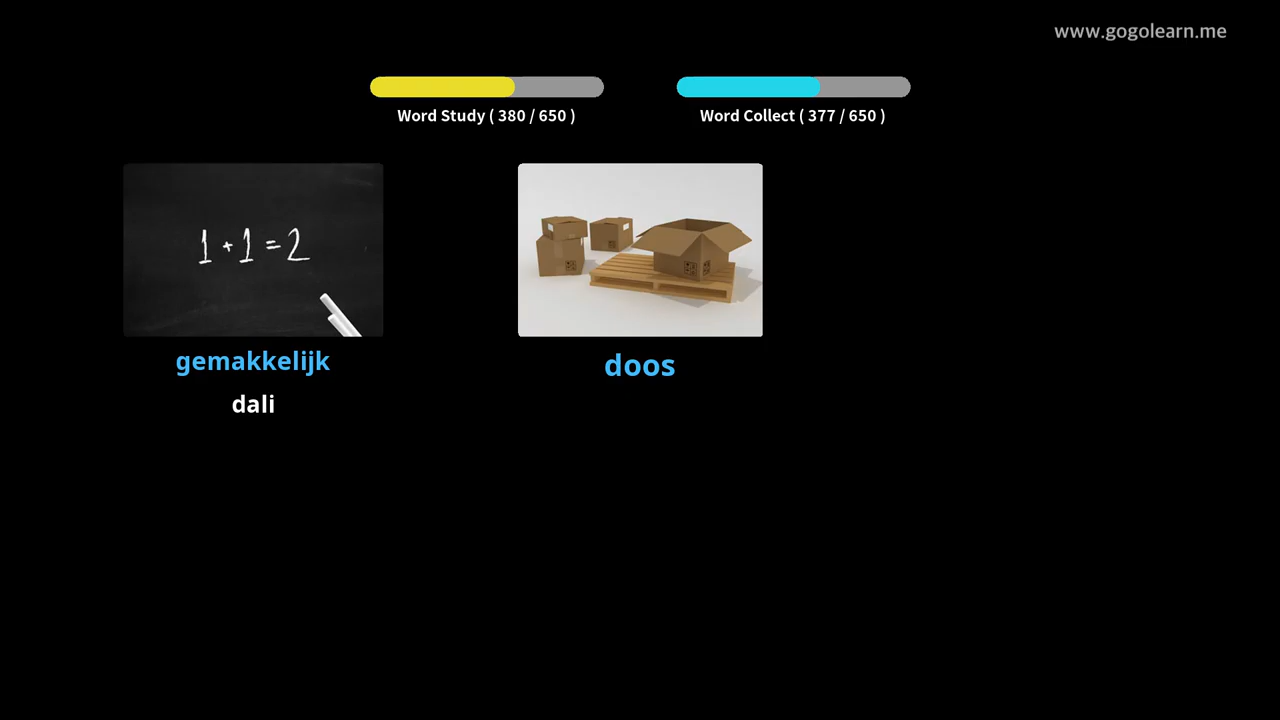 www.gogolearn.me
Word Study ( 380 / 650 )
Word Collect ( 377 / 650 )
1 + 1 = 2
gemakkelijk
dali
doos